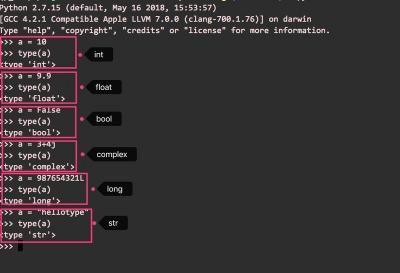 Python 2.7.15 (default, May 16 2018, 15:53:57)
[GCC 4.2.1 Compatible Apple LLVM 7.0.0 (clang-700.1.76)] on darwin
Type "help", "copyright", "credits" or "license" for more information.
>>> a = 10
>>> type(a)
<type 'int'>
int
>>> a = 9.9
>>> type(a)
<type 'float'>
float
>>> a = False
>>> type(a)
<type 'bool'>
bool
>>> a = 3+4j
>>> type(a)
<type 'complex'>
complex
>>> a = 987654321L
>>> type(a)
<type 'long'>
long
>>> a = "hellotype"
>>> type(a)
<type 'str'>
str
>>>